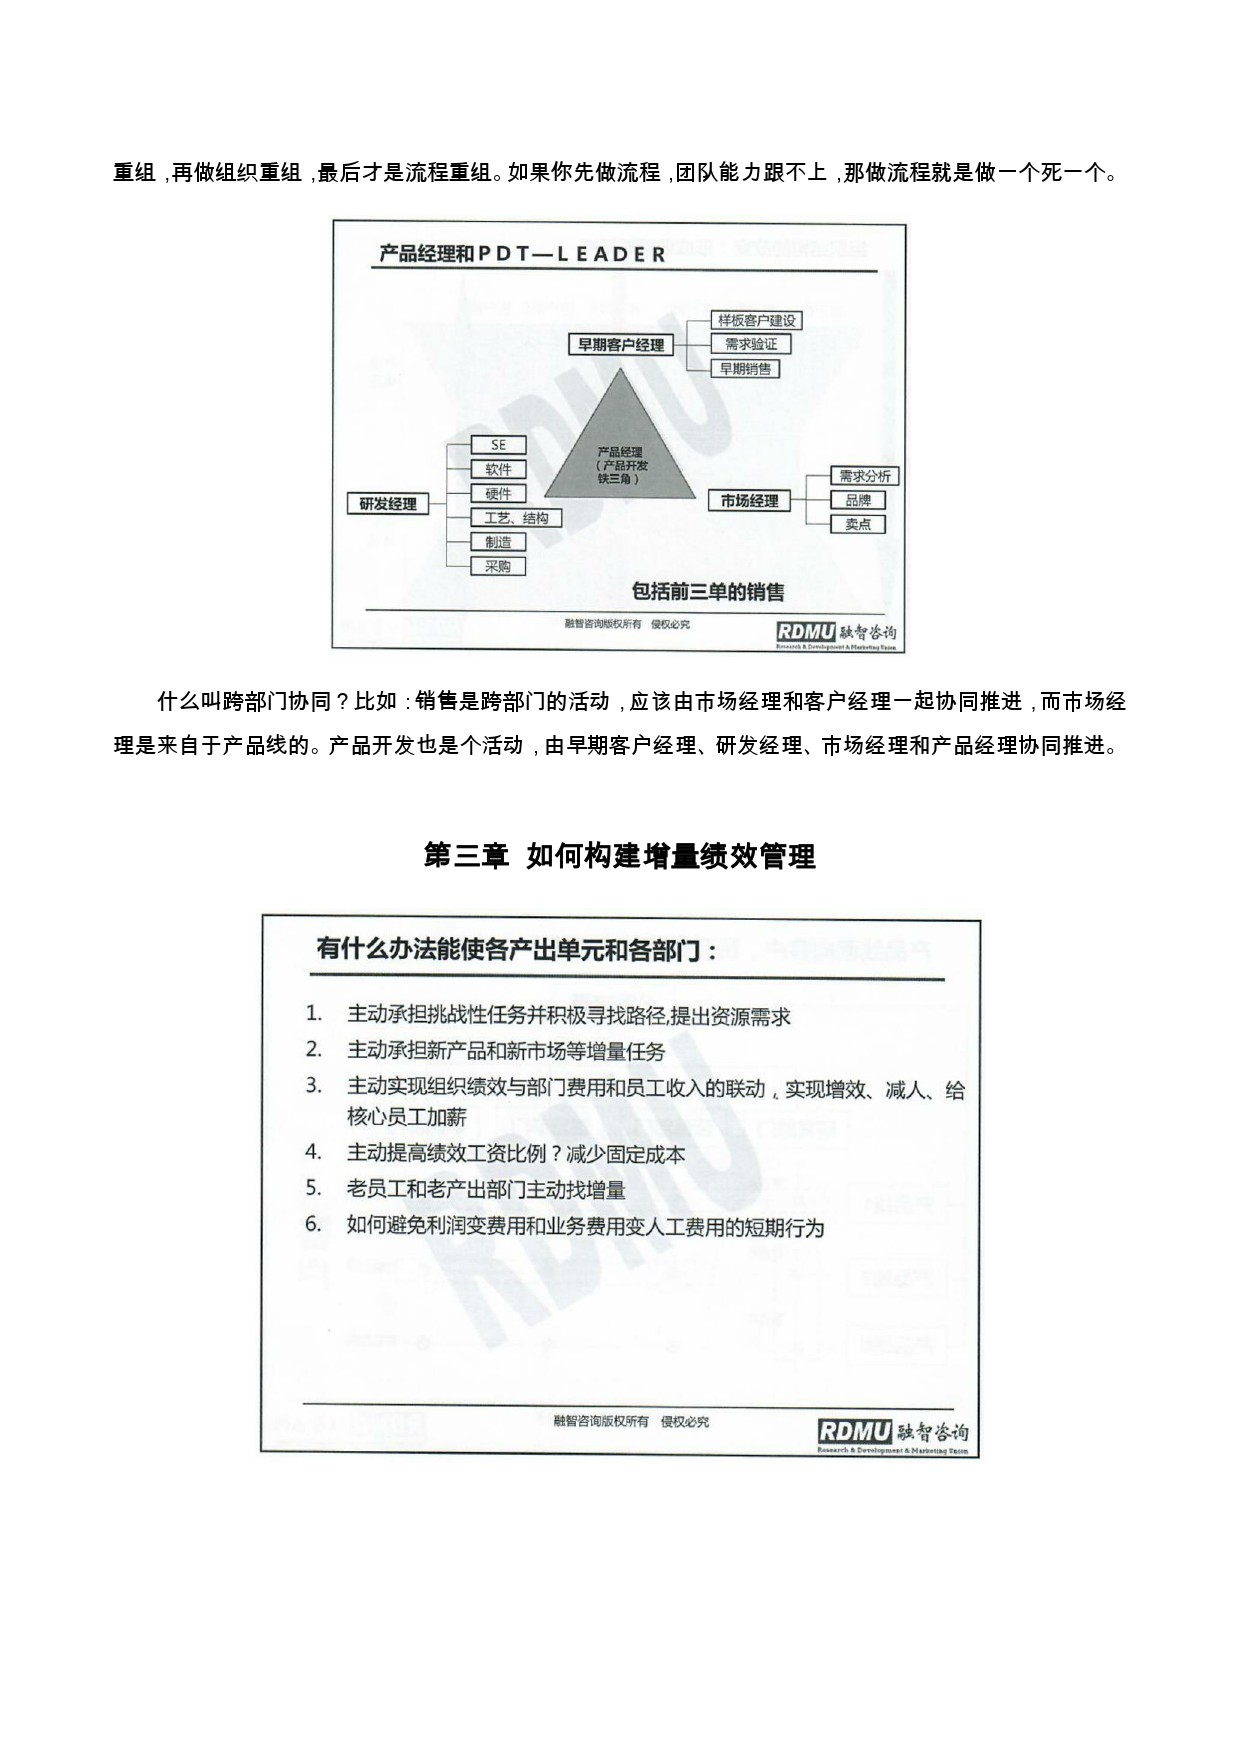 重组,再做组织重组,最后才是流程重组。如果你先做流程,团队能力跟不上,那做流程就是做一个死一个。
产品经理和PDT—LEADER
样板客户建设
早期客户经理
需求验证
早期销售
产品经理
(产品开发
铁三角)
SE
软件
硬件
研发经理
工艺、结构
制造
采购
需求分析
市场经理
品牌
卖点
包括前三单的销售
融智咨询版权所有 侵权必究
RDMU 融智咨询
Research & Development & Marketing Union
什么叫跨部门协同?比如:销售是跨部门的活动,应该由市场经理和客户经理一起协同推进,而市场经
理是来自于产品线的。产品开发也是个活动,由早期客户经理、研发经理、市场经理和产品经理协同推进。
第三章 如何构建增量绩效管理
有什么办法能使各产出单元和各部门:
1. 主动承担挑战性任务并积极寻找路径,提出资源需求
2. 主动承担新产品和新市场等增量任务
3. 主动实现组织绩效与部门费用和员工收入的联动,实现增效、减人、给
核心员工加薪
4. 主动提高绩效工资比例?减少固定成本
5. 老员工和老产出部门主动找增量
6. 如何避免利润变费用和业务费用变人工费用的短期行为
融智咨询版权所有 侵权必究
RDMU 融智咨询
Research & Development & Marketing Union
RDMU
RDMU